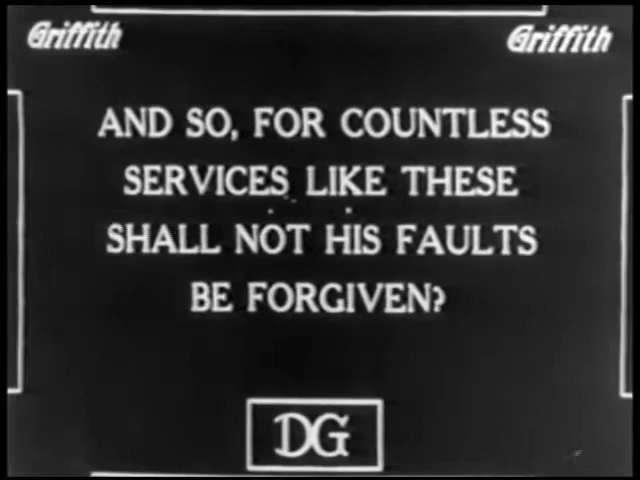 Griffith Griffith
AND SO, FOR COUNTLESS
SERVICES LIKE THESE
SHALL NOT HIS FAULTS
BE FORGIVEN?
DG